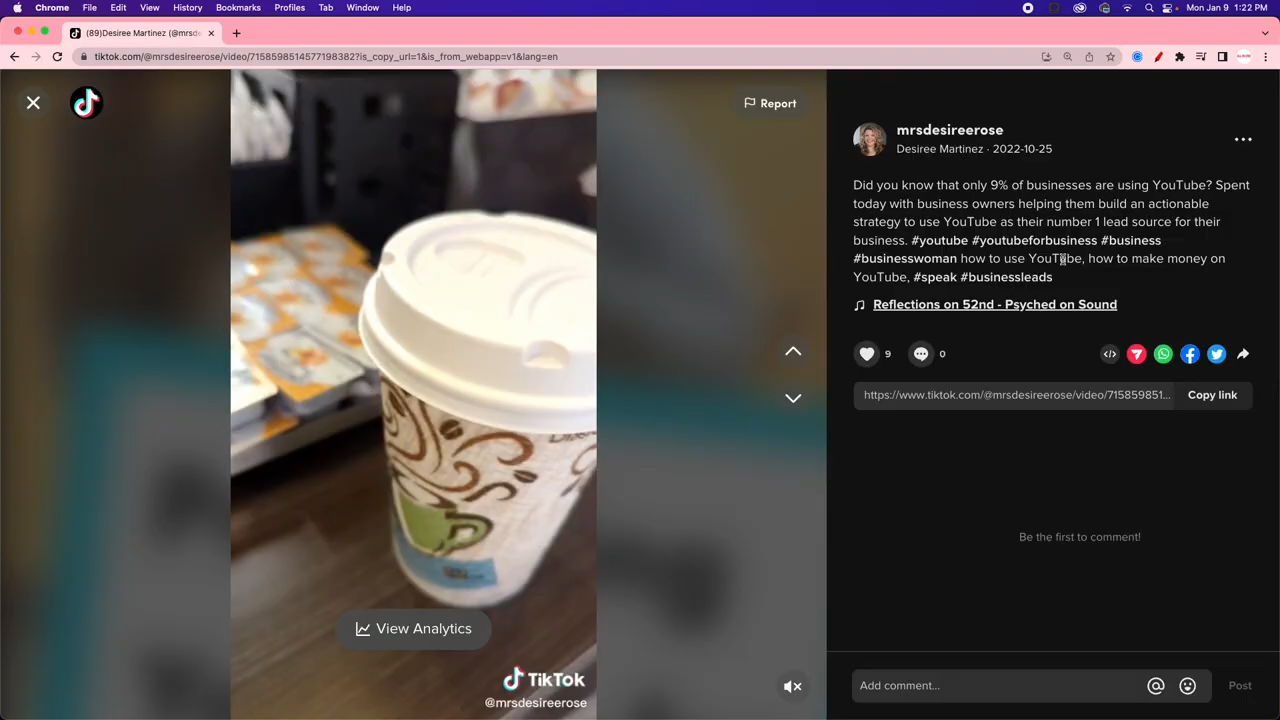 Chrome File Edit View History Bookmarks Profiles Tab Window Help
Mon Jan 9 1:22 PM
(89)Desiree Martinez (@mrsd
tiktok.com/@mrsdesireerose/video/7158598514577198382?is_copy_url=1&is_from_webapp=v1&lang=en
Report
mrsdesireerose
Desiree Martinez · 2022-10-25
Did you know that only 9% of businesses are using YouTube? Spent
today with business owners helping them build an actionable
strategy to use YouTube as their number 1 lead source for their
business. #youtube #youtubeforbusiness #business
#businesswoman how to use YouTube, how to make money on
YouTube, #speak #businessleads
Reflections on 52nd - Psyched on Sound
9
0
https://www.tiktok.com/@mrsdesireerose/video/715859851...
Copy link
Be the first to comment!
View Analytics
TikTok
@mrsdesireerose
Add comment...
Post